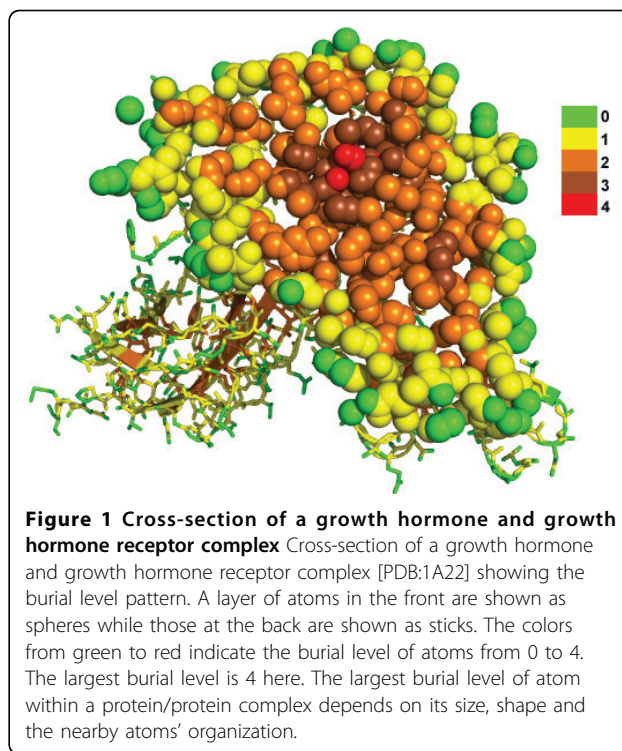 0
1
2
3
4
Figure 1 Cross-section of a growth hormone and growth
hormone receptor complex Cross-section of a growth hormone
and growth hormone receptor complex [PDB:1A22] showing the
burial level pattern. A layer of atoms in the front are shown as
spheres while those at the back are shown as sticks. The colors
from green to red indicate the burial level of atoms from 0 to 4.
The largest burial level is 4 here. The largest burial level of atom
within a protein/protein complex depends on its size, shape and
the nearby atoms’ organization.